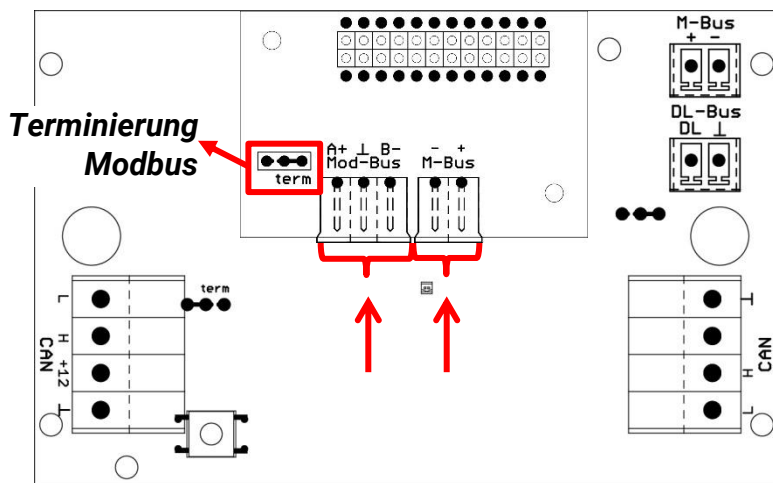 M-Bus
+ -
DL-Bus
DL ⊥
Terminierung
Modbus
term
A+ ⊥ B-
Mod-Bus
- +
M-Bus
term
L
H
+12
⊥
CAN
⊥
H
L
CAN